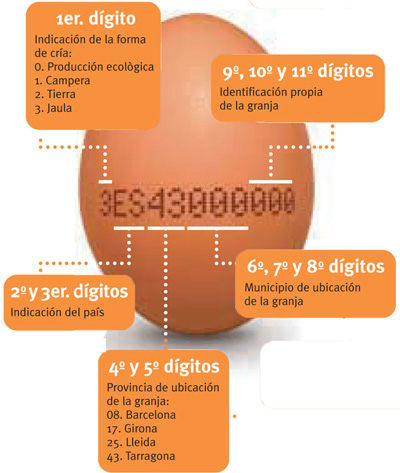 1er. dígito
Indicación de la forma
de cría:
0. Producción ecològica
1. Campera
2. Tierra
3. Jaula
9º, 10º y 11º dígitos
Identificación propia
de la granja
3ES43000000
2º y 3er. dígitos
Indicación del país
6º, 7º y 8º dígitos
Municipio de ubicación
de la granja
4º y 5º dígitos
Provincia de ubicación
de la granja:
08. Barcelona
17. Girona
25. Lleida
43. Tarragona